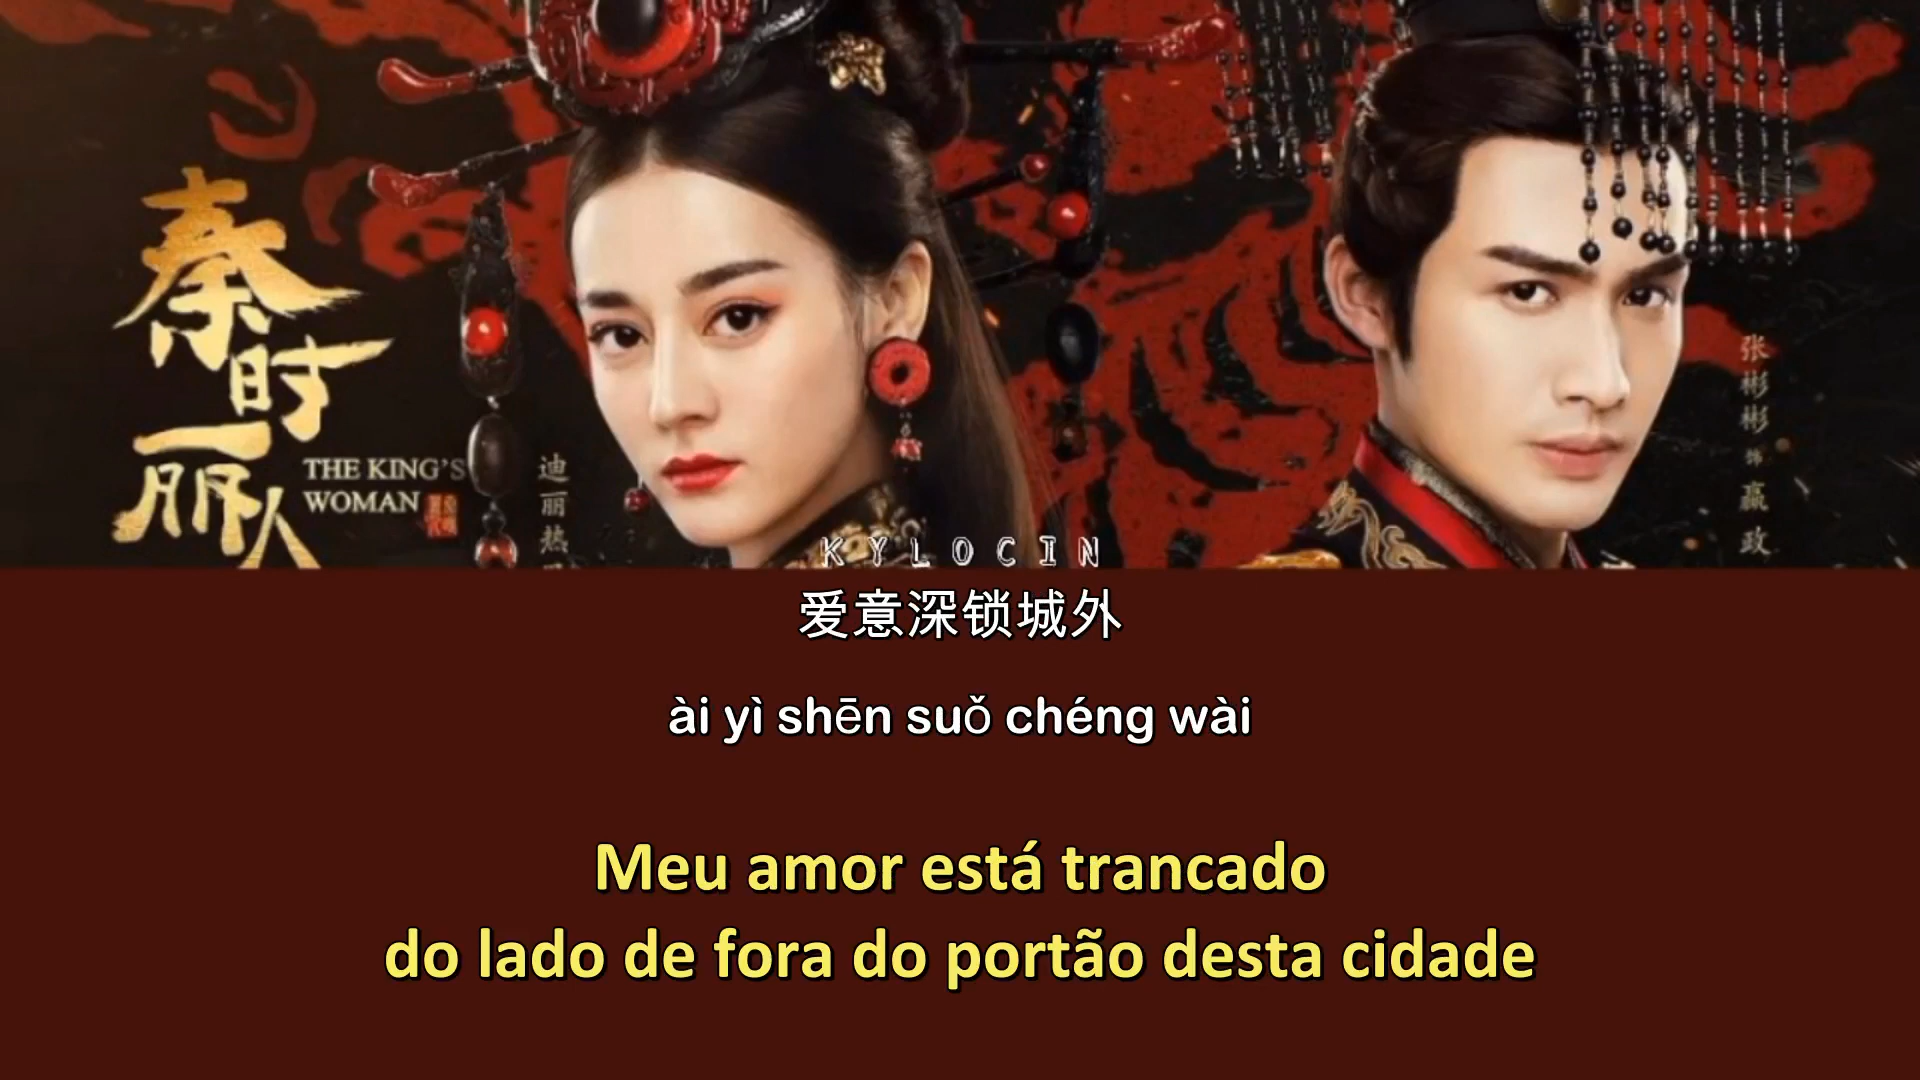 秦时
丽人
THE KING'S
WOMAN
迪丽热
张彬彬 饰 嬴政
KYLOCIN
爱意深锁城外
ài yì shēn suǒ chéng wài
Meu amor está trancado
do lado de fora do portão desta cidade